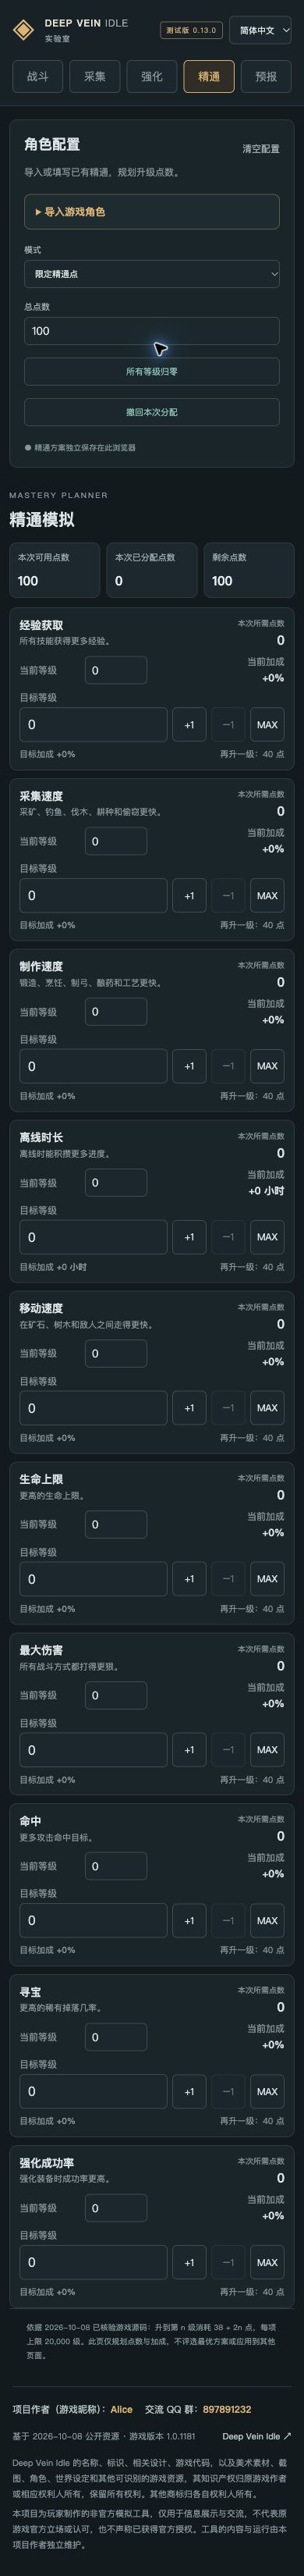 DEEP VEIN IDLE
实验室
测试版 0.13.0
简体中文
战斗
采集
强化
精通
预报
角色配置
清空配置
导入或填写已有精通，规划升级点数。
导入游戏角色
模式
限定精通点
总点数
100
所有等级归零
撤回本次分配
精通方案独立保存在此浏览器
MASTERY PLANNER
精通模拟
本次可用点数
100
本次已分配点数
0
剩余点数
100
经验获取
本次所需点数
所有技能获得更多经验。
0
当前等级
0
当前加成
+0%
目标等级
0
+1
−1
MAX
目标加成 +0%
再升一级：40 点
采集速度
本次所需点数
采矿、钓鱼、伐木、耕种和偷窃更快。
0
当前等级
0
当前加成
+0%
目标等级
0
+1
−1
MAX
目标加成 +0%
再升一级：40 点
制作速度
本次所需点数
锻造、烹饪、制弓、酿药和工艺更快。
0
当前等级
0
当前加成
+0%
目标等级
0
+1
−1
MAX
目标加成 +0%
再升一级：40 点
离线时长
本次所需点数
离线时能积攒更多进度。
0
当前等级
0
当前加成
+0 小时
目标等级
0
+1
−1
MAX
目标加成 +0 小时
再升一级：40 点
移动速度
本次所需点数
在矿石、树木和敌人之间走得更快。
0
当前等级
0
当前加成
+0%
目标等级
0
+1
−1
MAX
目标加成 +0%
再升一级：40 点
生命上限
本次所需点数
更高的生命上限。
0
当前等级
0
当前加成
+0%
目标等级
0
+1
−1
MAX
目标加成 +0%
再升一级：40 点
最大伤害
本次所需点数
所有战斗方式都打得更狠。
0
当前等级
0
当前加成
+0%
目标等级
0
+1
−1
MAX
目标加成 +0%
再升一级：40 点
命中
本次所需点数
更多攻击命中目标。
0
当前等级
0
当前加成
+0%
目标等级
0
+1
−1
MAX
目标加成 +0%
再升一级：40 点
寻宝
本次所需点数
更高的稀有掉落几率。
0
当前等级
0
当前加成
+0%
目标等级
0
+1
−1
MAX
目标加成 +0%
再升一级：40 点
强化成功率
本次所需点数
强化装备时成功率更高。
0
当前等级
0
当前加成
+0%
目标等级
0
+1
−1
MAX
目标加成 +0%
再升一级：40 点
依据 2026-10-08 已核验游戏源码：升到第 n 级消耗 38 + 2n 点，每项
上限 20,000 级。此页仅规划点数与加成，不评选最优方案或应用到其他
页面。
项目作者（游戏昵称）：Alice 交流 QQ 群：897891232
基于 2026-10-08 公开资源 · 游戏版本 1.0.1181
Deep Vein Idle ↗
Deep Vein Idle 的名称、标识、相关设计、游戏代码，以及美术素材、截
图、角色、世界设定和其他可识别的游戏资源，其知识产权归原游戏作者
或相应权利人所有，保留所有权利。其他商标归各自权利人所有。
本项目为玩家制作的非官方模拟工具，仅用于信息展示与交流，不代表原
游戏官方立场或认可，也不声称已获得官方授权。工具的内容与运行由本
项目作者独立维护。